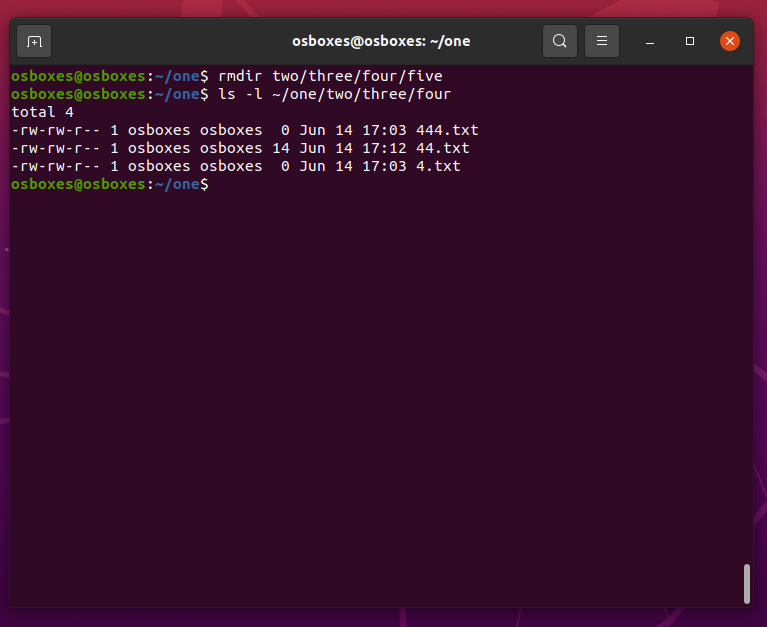 osboxes@osboxes: ~/one
osboxes@osboxes:~/one$ rmdir two/three/four/five
osboxes@osboxes:~/one$ ls -l ~/one/two/three/four
total 4
-rw-rw-r-- 1 osboxes osboxes  0 Jun 14 17:03 444.txt
-rw-rw-r-- 1 osboxes osboxes 14 Jun 14 17:12 44.txt
-rw-rw-r-- 1 osboxes osboxes  0 Jun 14 17:03 4.txt
osboxes@osboxes:~/one$